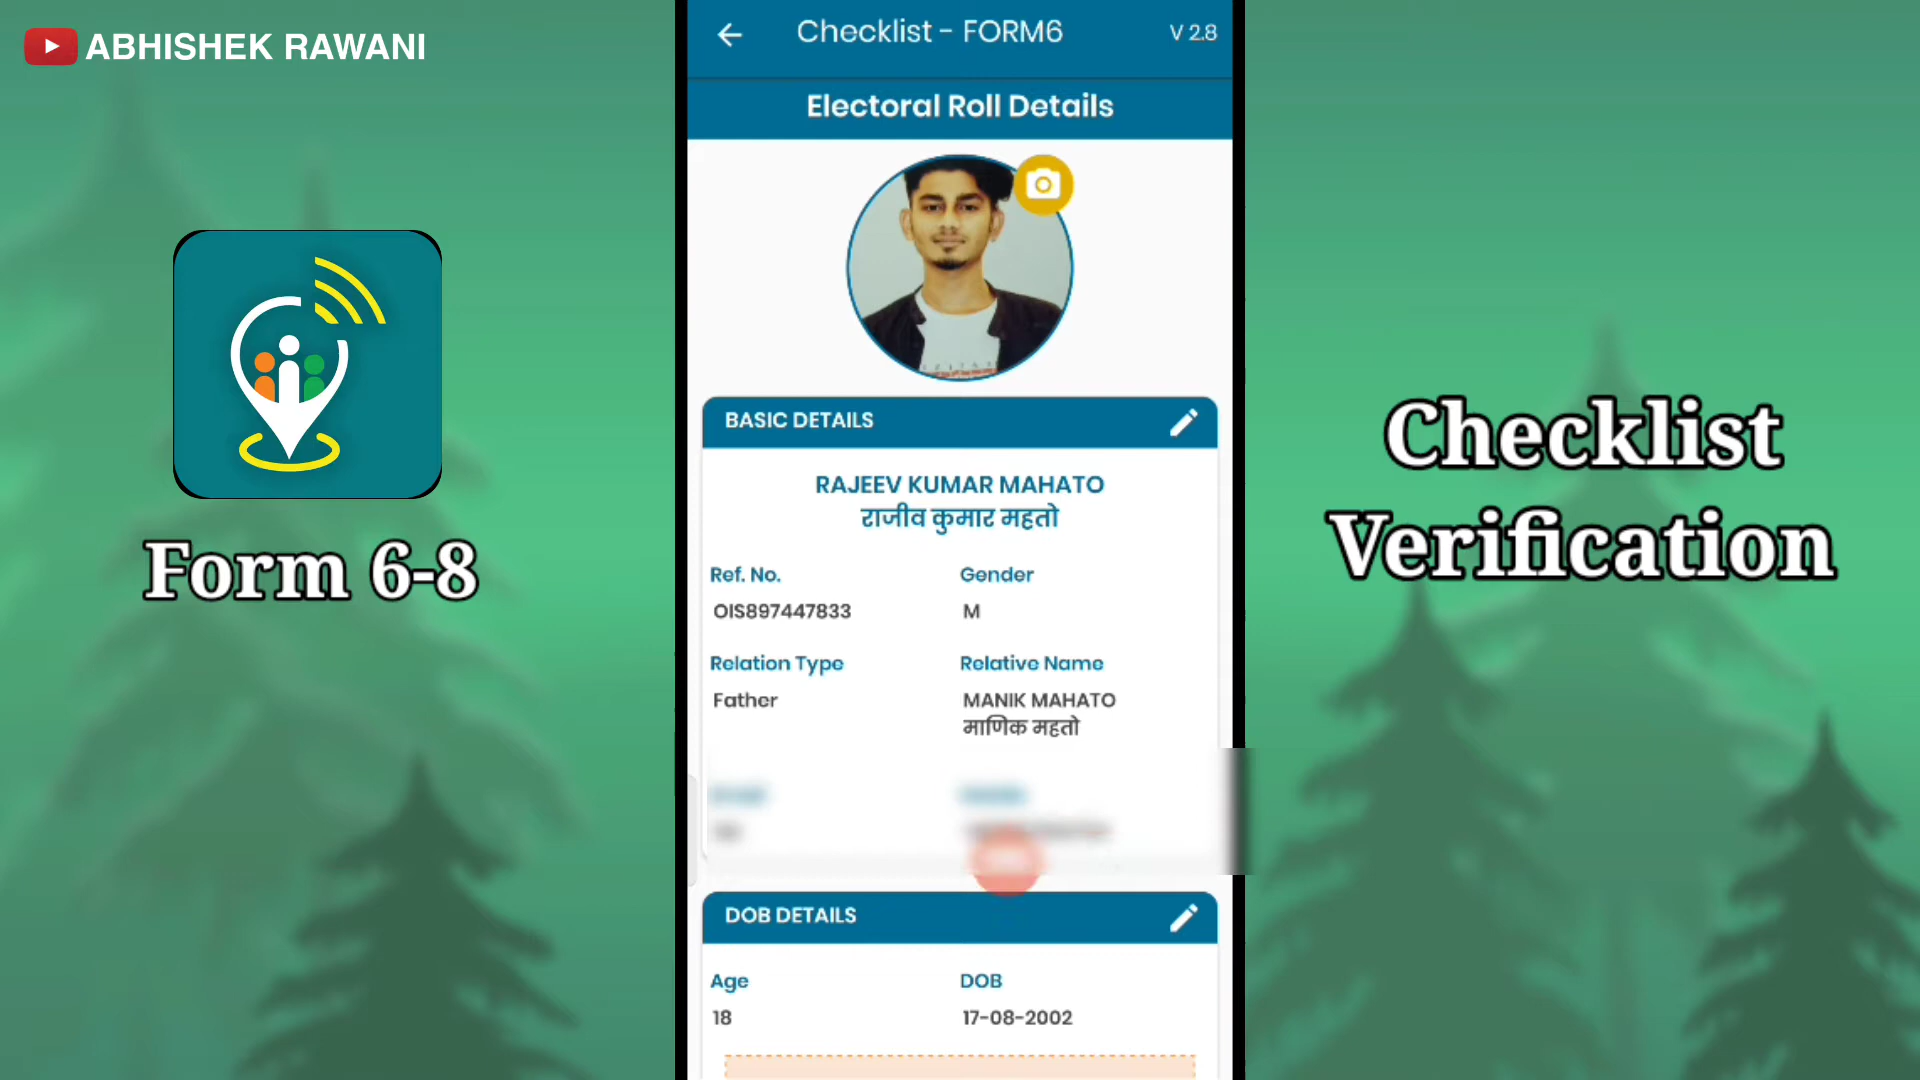 ABHISHEK RAWANI
Checklist - FORM6
V 2.8
Electoral Roll Details
BASIC DETAILS
RAJEEV KUMAR MAHATO
राजीव कुमार महतो
Ref. No.
Gender
OIS897447833
M
Relation Type
Relative Name
Father
MANIK MAHATO
माणिक महतो
DOB DETAILS
Age
DOB
18
17-08-2002
Form 6-8
Checklist
Verification